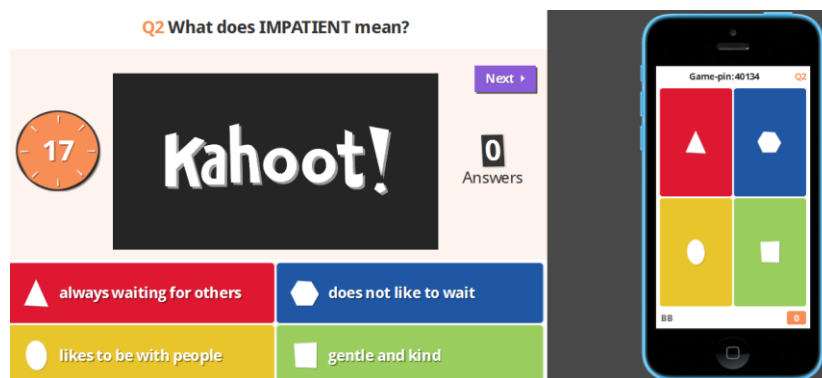 Q2 What does IMPATIENT mean?
Next
17
Kahoot!
0
Answers
always waiting for others
does not like to wait
likes to be with people
gentle and kind
Game-pin:40134 Q2
BB 0